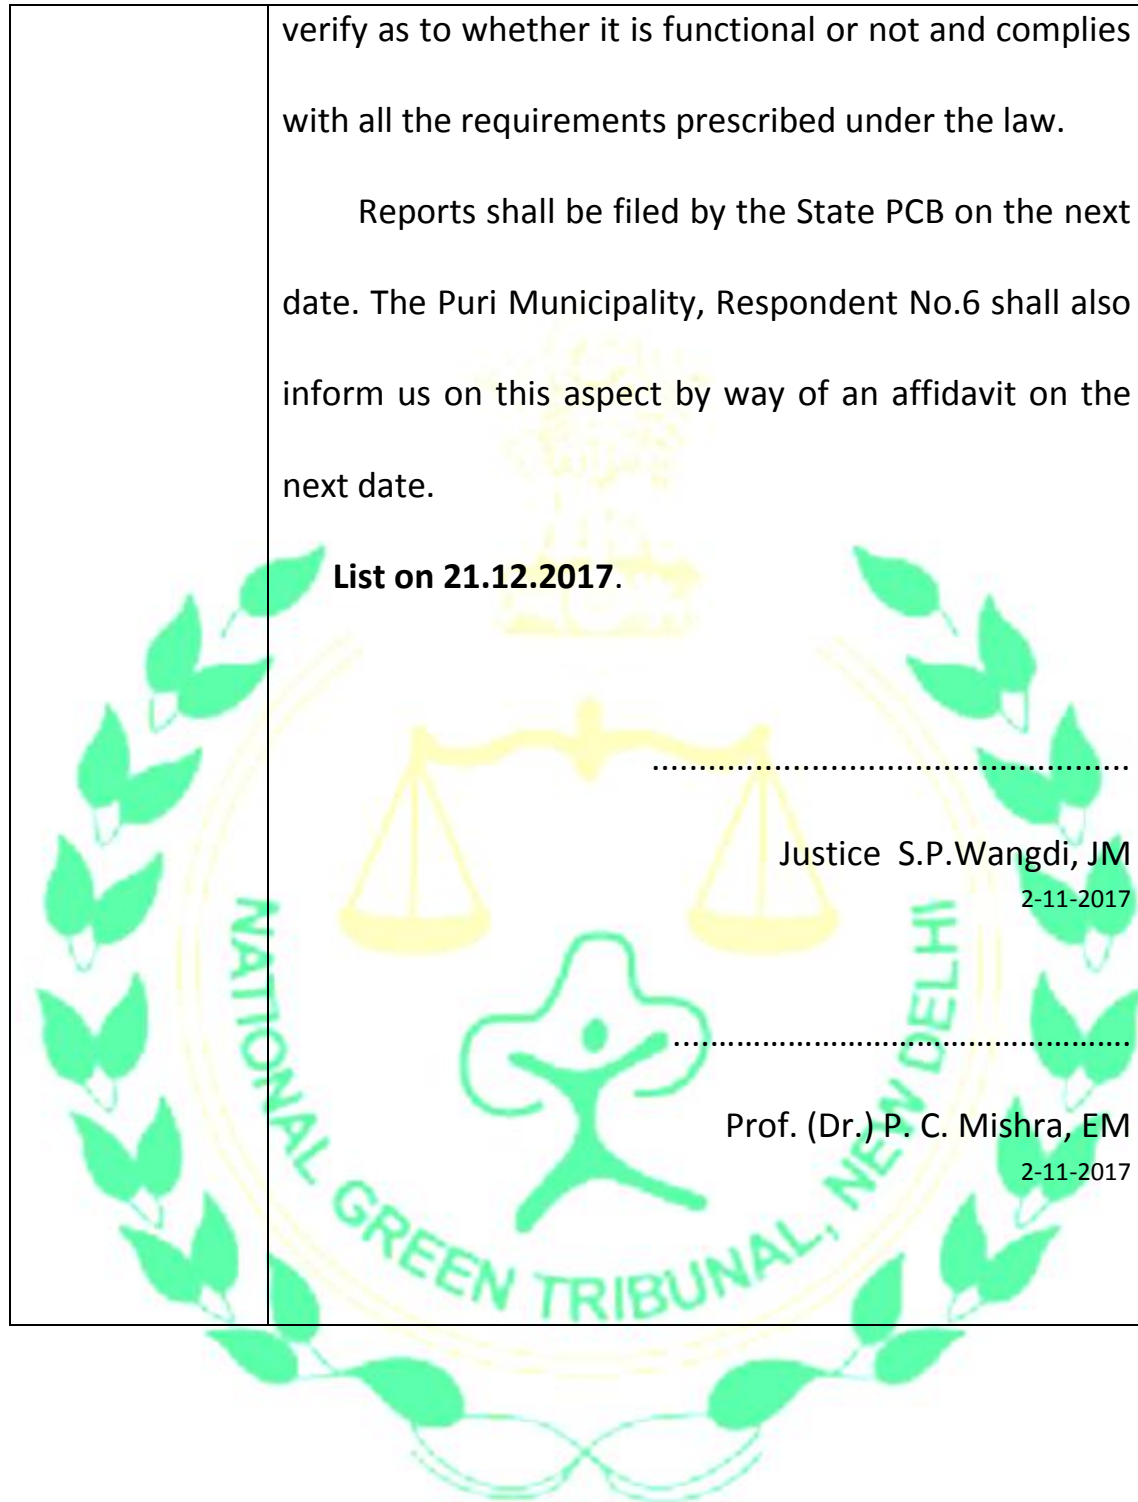 verify as to whether it is functional or not and complies
with all the requirements prescribed under the law.
Reports shall be filed by the State PCB on the next
date. The Puri Municipality, Respondent No.6 shall also
inform us on this aspect by way of an affidavit on the
next date.
List on 21.12.2017.
....................................................
Justice  S.P.Wangdi, JM
2-11-2017
..................................................
Prof. (Dr.) P. C. Mishra, EM
2-11-2017
NATIONAL GREEN TRIBUNAL, NEW DELHI